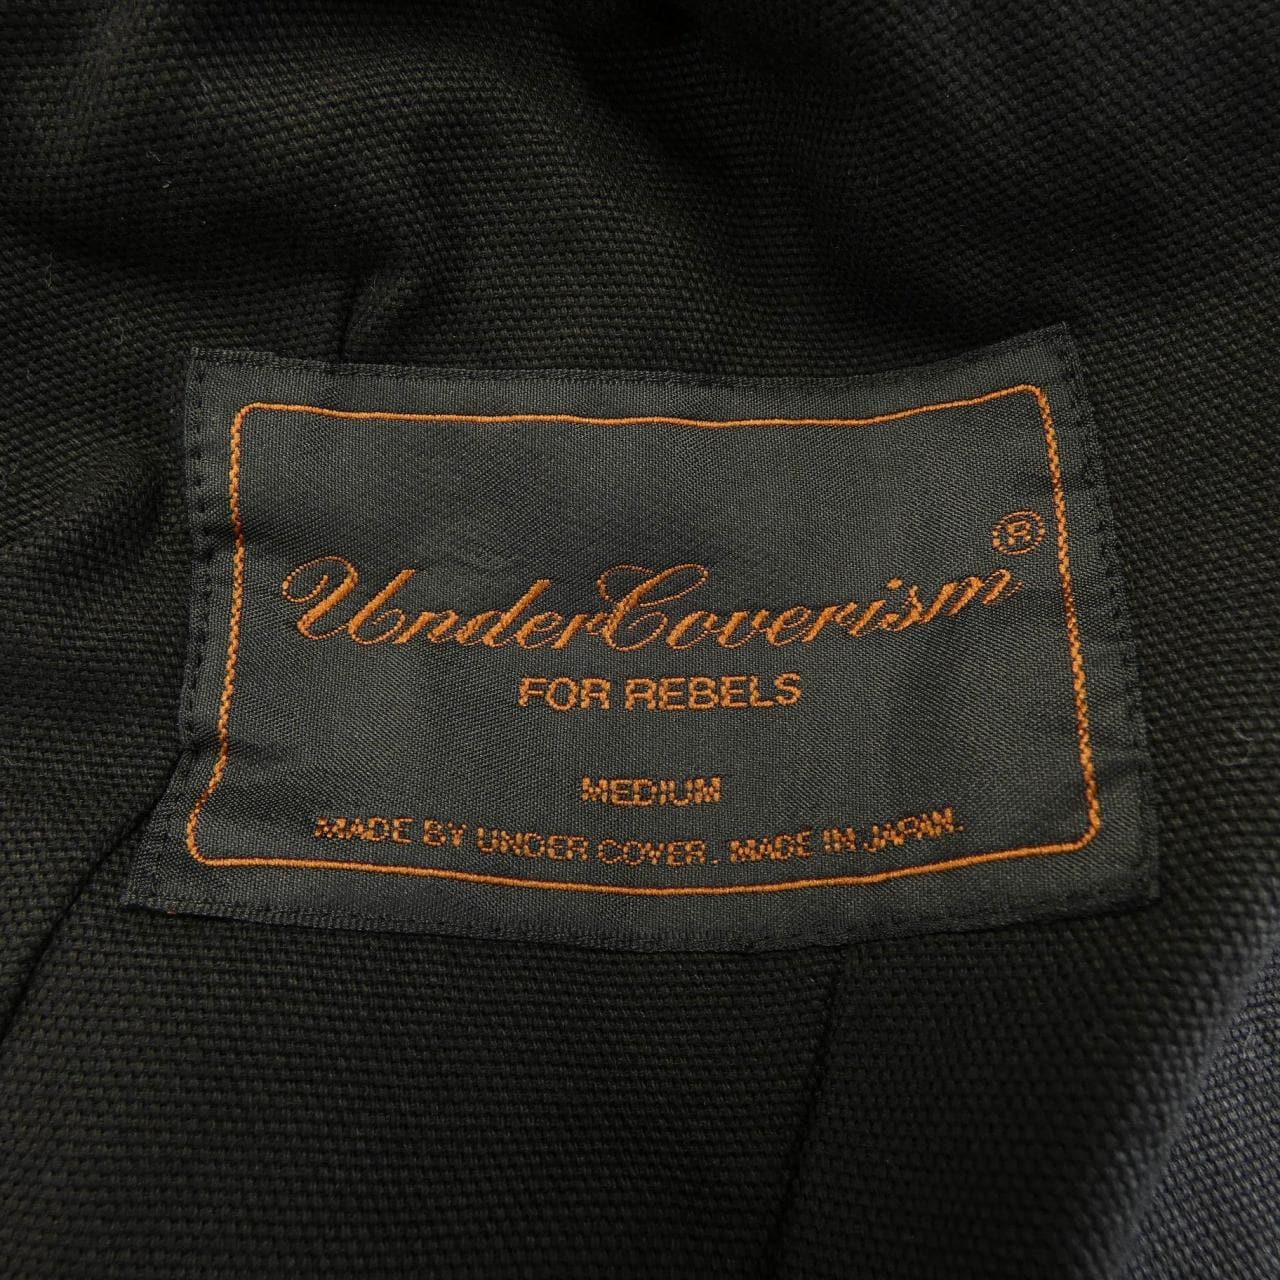 UnderCoverism®
FOR REBELS
MEDIUM
MADE BY UNDER COVER. MADE IN JAPAN.